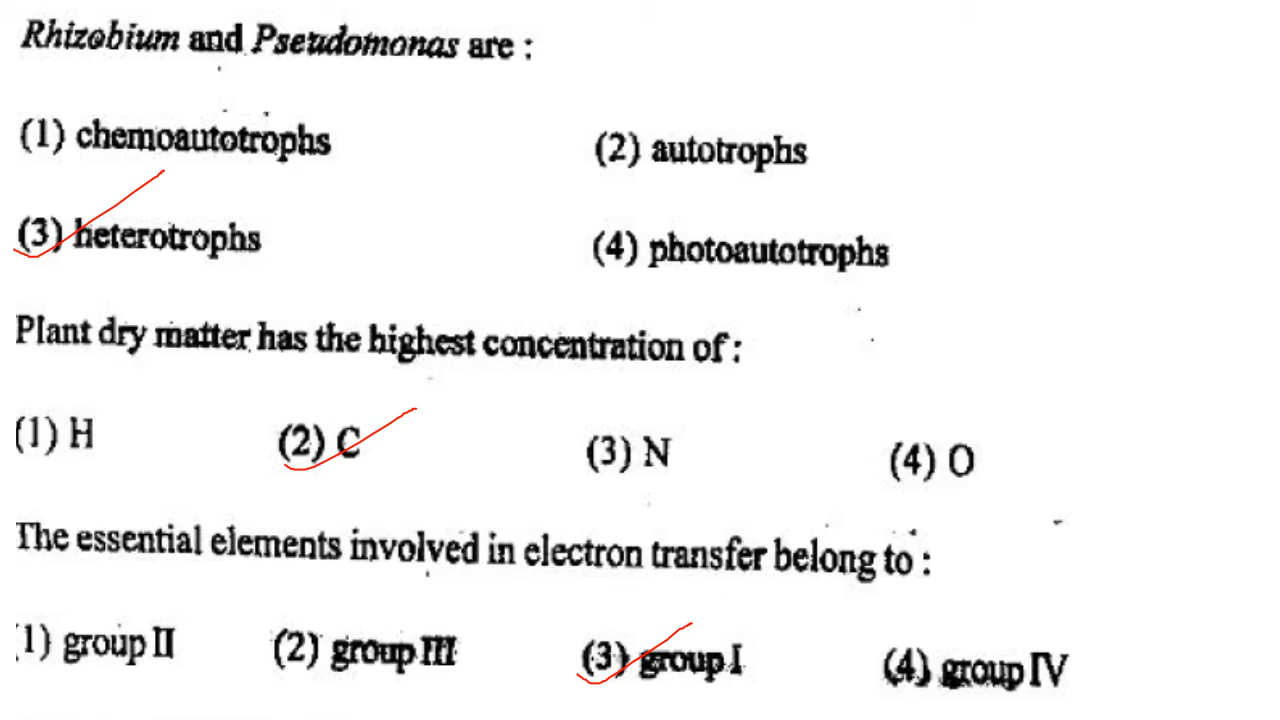 Rhizobium and Pseudomonas are :
(1) chemoautotrophs (2) autotrophs
(3) heterotrophs (4) photoautotrophs
Plant dry matter has the highest concentration of :
(1) H (2) C (3) N (4) O
The essential elements involved in electron transfer belong to :
1) group II (2) group III (3) group I (4) group IV